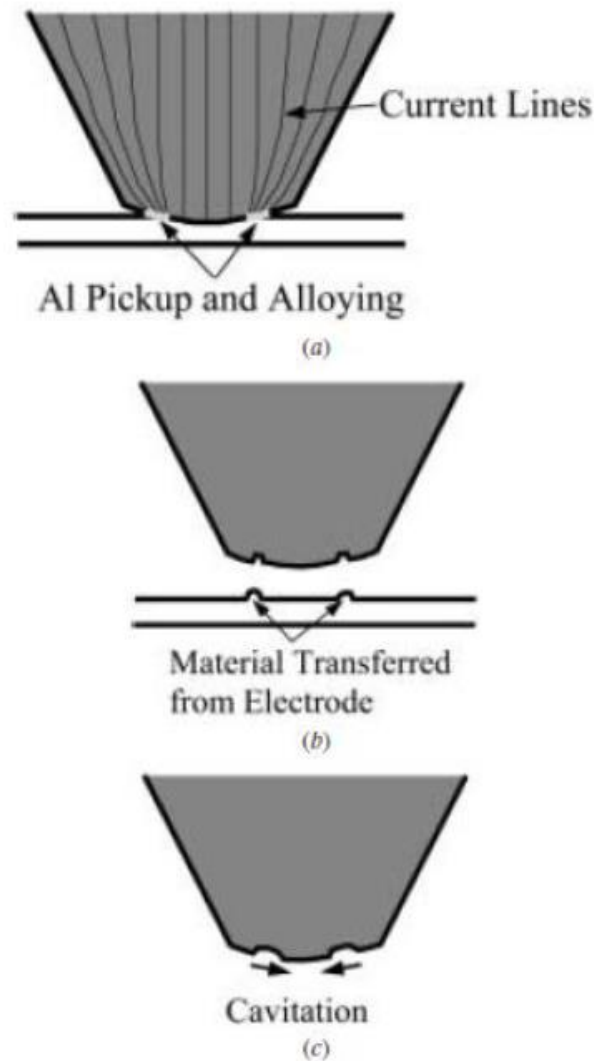 Current Lines
Al Pickup and Alloying
(a)
Material Transferred
from Electrode
(b)
Cavitation
(c)